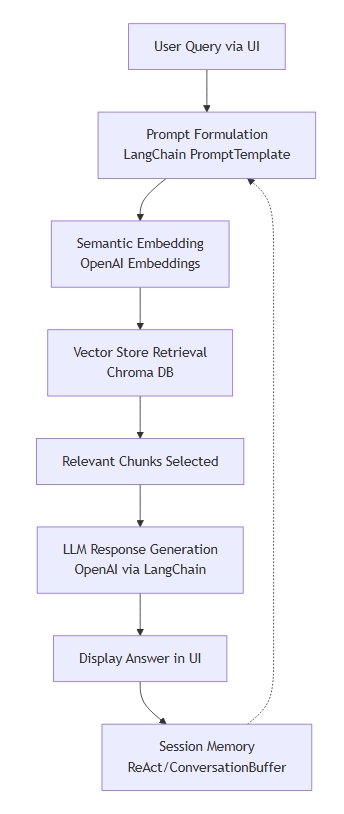 User Query via UI
Prompt Formulation
LangChain PromptTemplate
Semantic Embedding
OpenAI Embeddings
Vector Store Retrieval
Chroma DB
Relevant Chunks Selected
LLM Response Generation
OpenAI via LangChain
Display Answer in UI
Session Memory
ReAct/ConversationBuffer